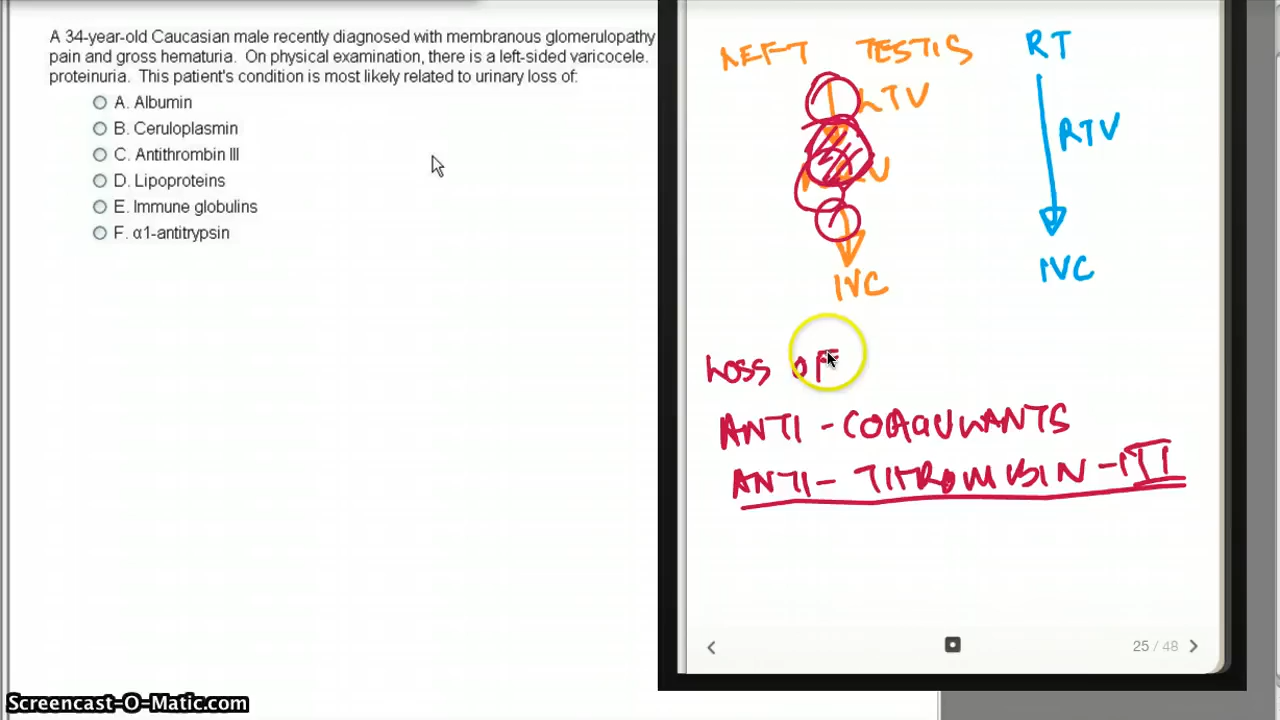 A 34-year-old Caucasian male recently diagnosed with membranous glomerulopathy
pain and gross hematuria. On physical examination, there is a left-sided varicocele.
proteinuria. This patient's condition is most likely related to urinary loss of:
A. Albumin
B. Ceruloplasmin
C. Antithrombin III
D. Lipoproteins
E. Immune globulins
F. α1-antitrypsin
LEFT TESTIS
LTV
IVC
RT
RTV
IVC
LOSS OF
ANTI-COAGULANTS
ANTI-THROMBIN-III
25 / 48
Screencast-O-Matic.com